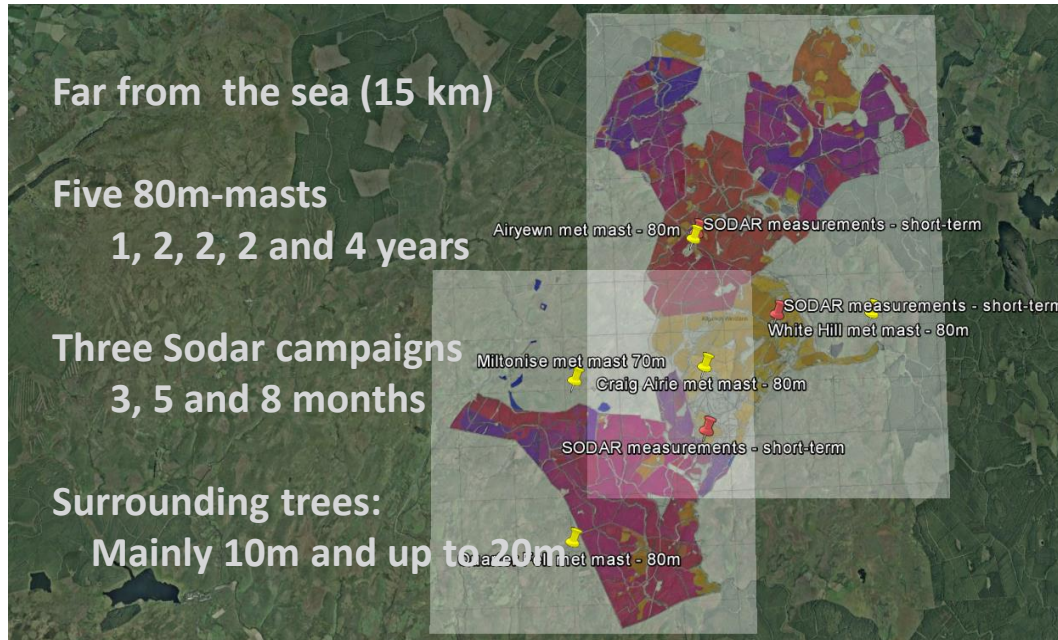 Far from the sea (15 km)
Five 80m-masts
1, 2, 2, 2 and 4 years
Three Sodar campaigns
3, 5 and 8 months
Surrounding trees:
Mainly 10m and up to 20m
Airyewn met mast - 80m
SODAR measurements - short-term
SODAR measurements - short-term
White Hill met mast - 80m
Miltonise met mast 70m
Craig Airie met mast - 80m
SODAR measurements - short-term
met mast - 80m